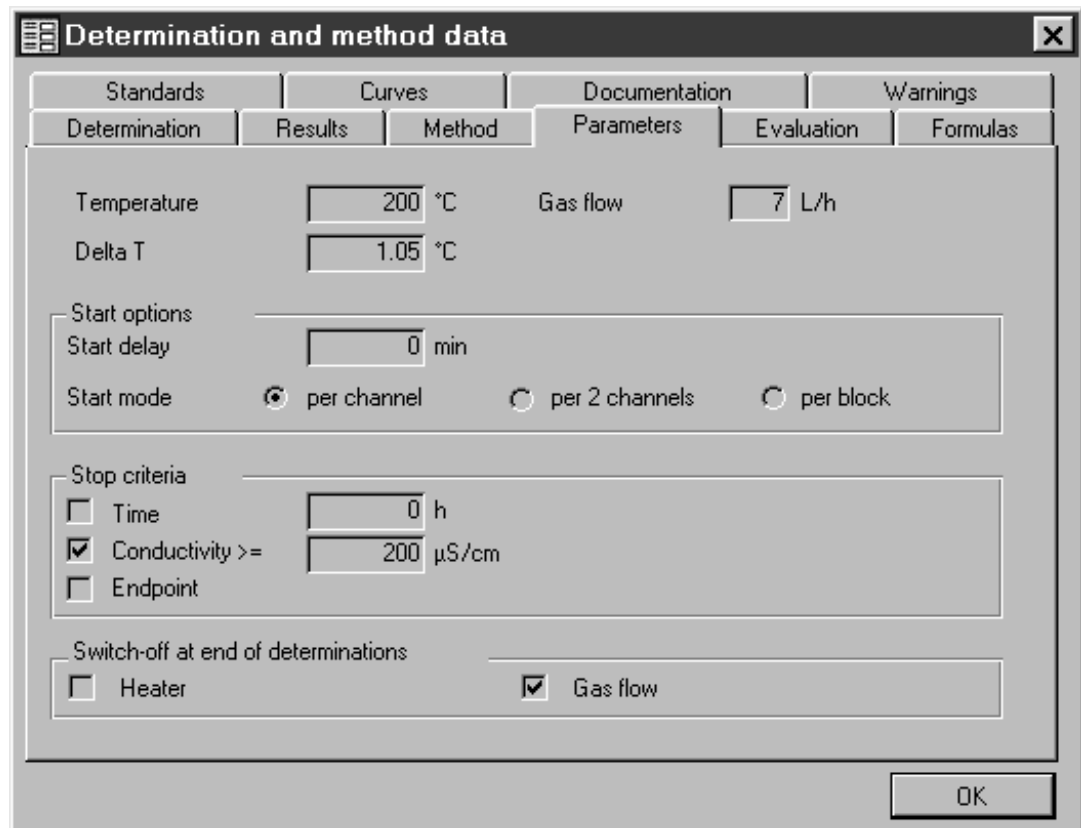 Determination and method data
Standards Curves Documentation Warnings
Determination Results Method Parameters Evaluation Formulas
Temperature 200 °C Gas flow 7 L/h
Delta T 1.05 °C
Start options
Start delay 0 min
Start mode per channel per 2 channels per block
Stop criteria
Time 0 h
Conductivity >= 200 µS/cm
Endpoint
Switch-off at end of determinations
Heater Gas flow
OK